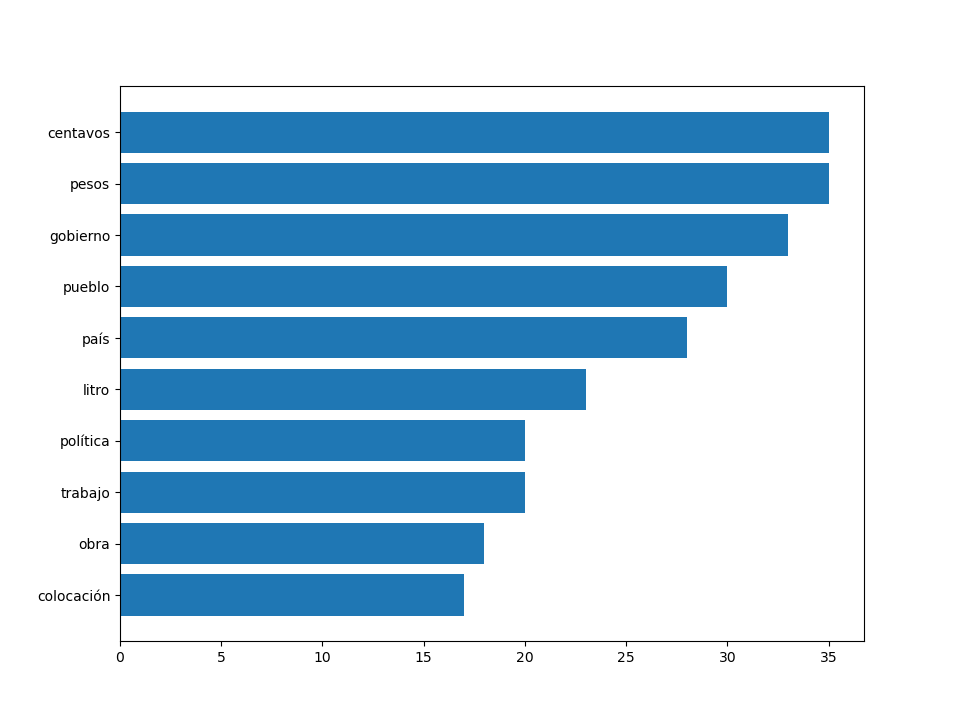 centavos
pesos
gobierno
pueblo
país
litro
política
trabajo
obra
colocación
0 5 10 15 20 25 30 35